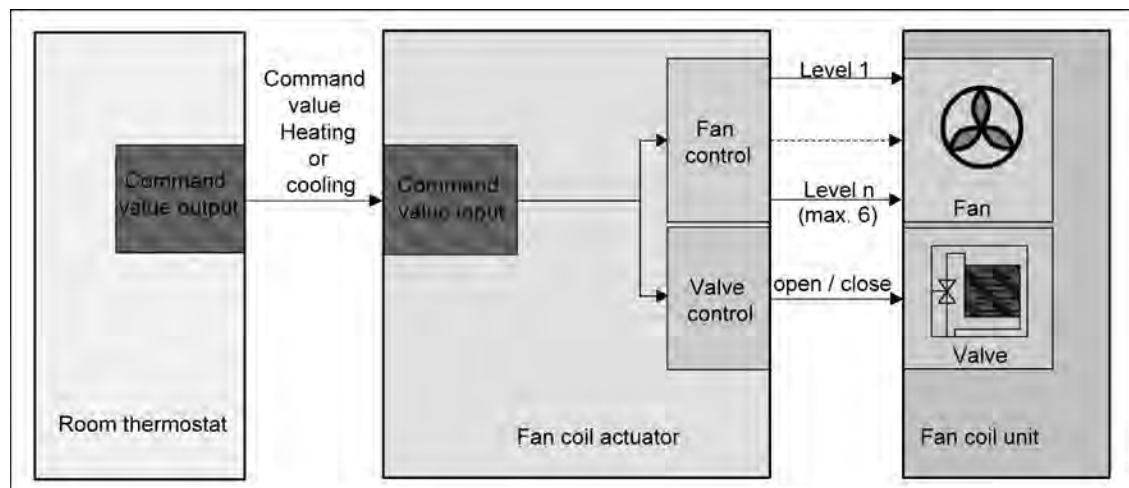 Command
value
Heating
or
cooling
Command
value output
Room thermostat
Command
value input
Fan
control
Valve
control
Fan coil actuator
Level 1
Level n
(max. 6)
open / close
Fan
Valve
Fan coil unit